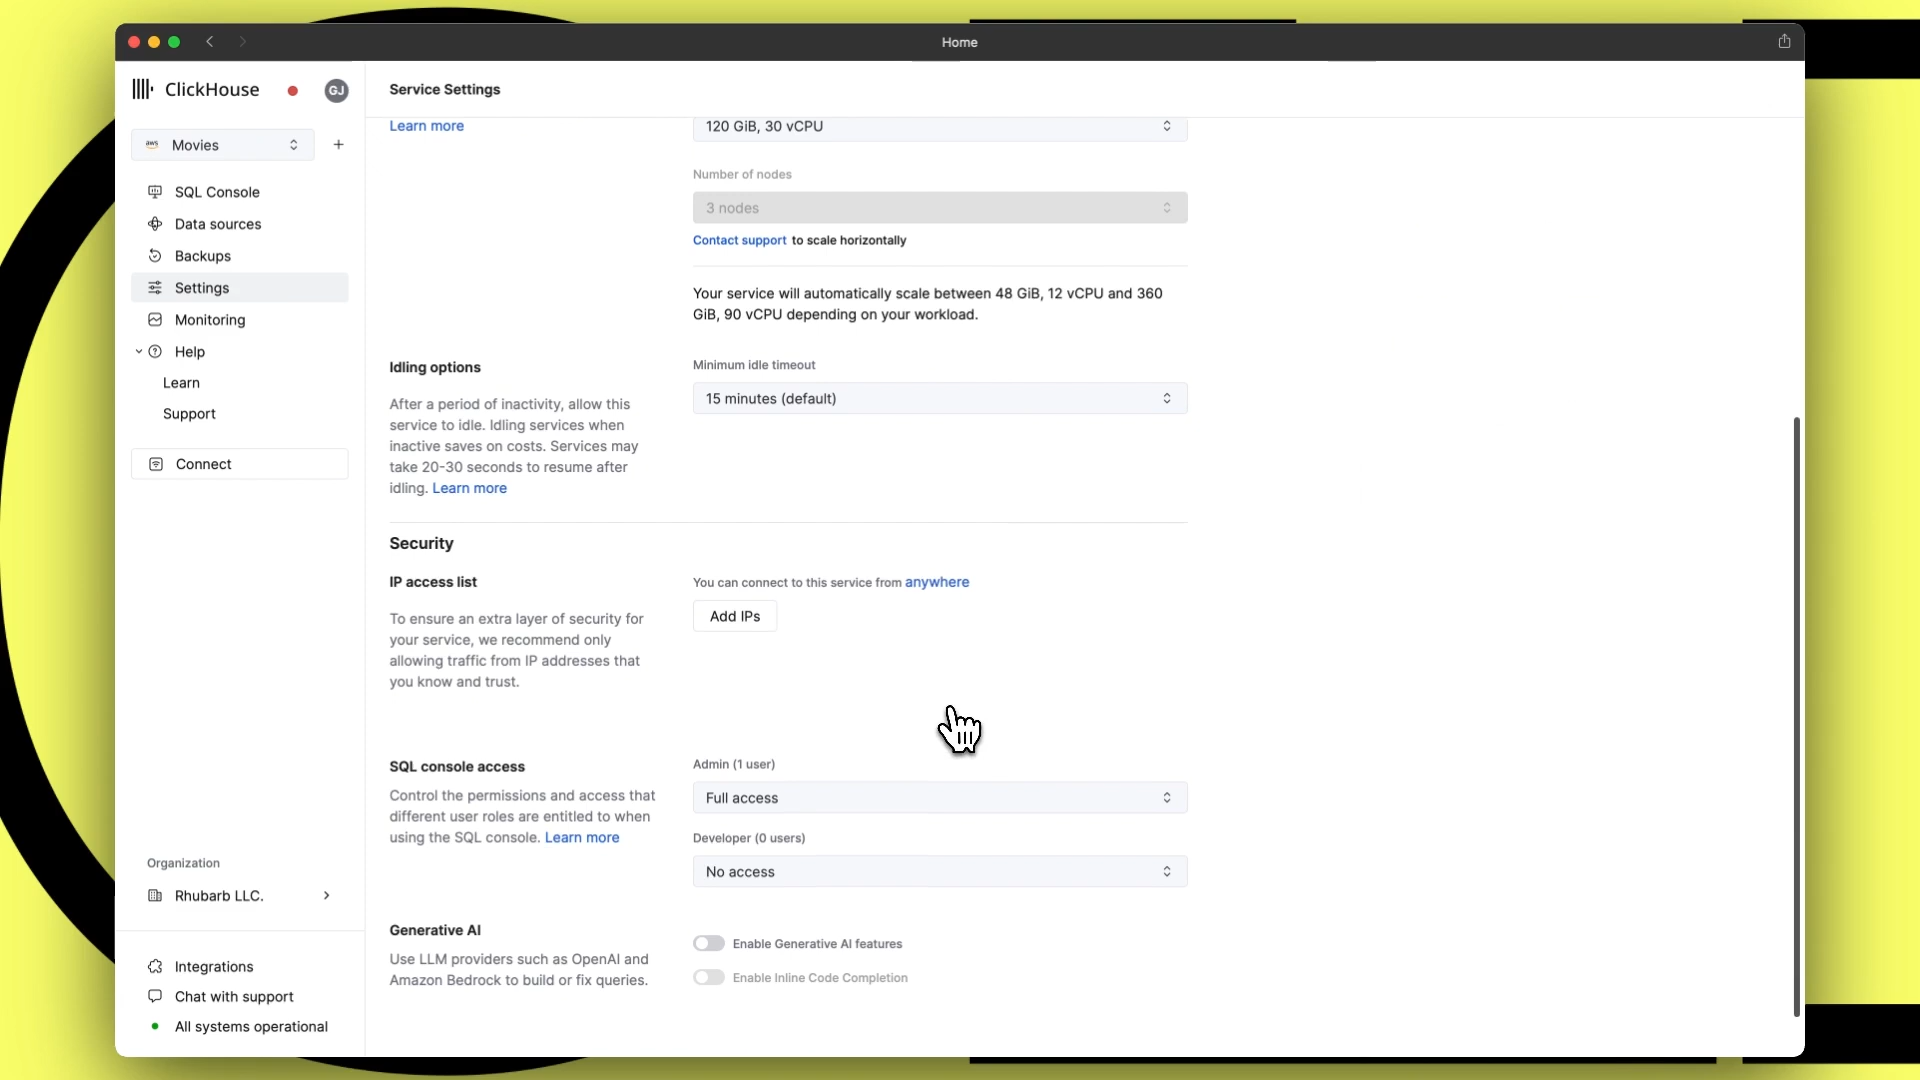 Home
ClickHouse
GJ
aws
Movies
SQL Console
Data sources
Backups
Settings
Monitoring
Help
Learn
Support
Connect
Organization
Rhubarb LLC.
Integrations
Chat with support
All systems operational
Service Settings
Learn more
120 GiB, 30 vCPU
Number of nodes
3 nodes
Contact support to scale horizontally
Your service will automatically scale between 48 GiB, 12 vCPU and 360
GiB, 90 vCPU depending on your workload.
Idling options
After a period of inactivity, allow this
service to idle. Idling services when
inactive saves on costs. Services may
take 20-30 seconds to resume after
idling. Learn more
Minimum idle timeout
15 minutes (default)
Security
IP access list
To ensure an extra layer of security for
your service, we recommend only
allowing traffic from IP addresses that
you know and trust.
You can connect to this service from anywhere
Add IPs
SQL console access
Control the permissions and access that
different user roles are entitled to when
using the SQL console. Learn more
Admin (1 user)
Full access
Developer (0 users)
No access
Generative AI
Use LLM providers such as OpenAI and
Amazon Bedrock to build or fix queries.
Enable Generative AI features
Enable Inline Code Completion